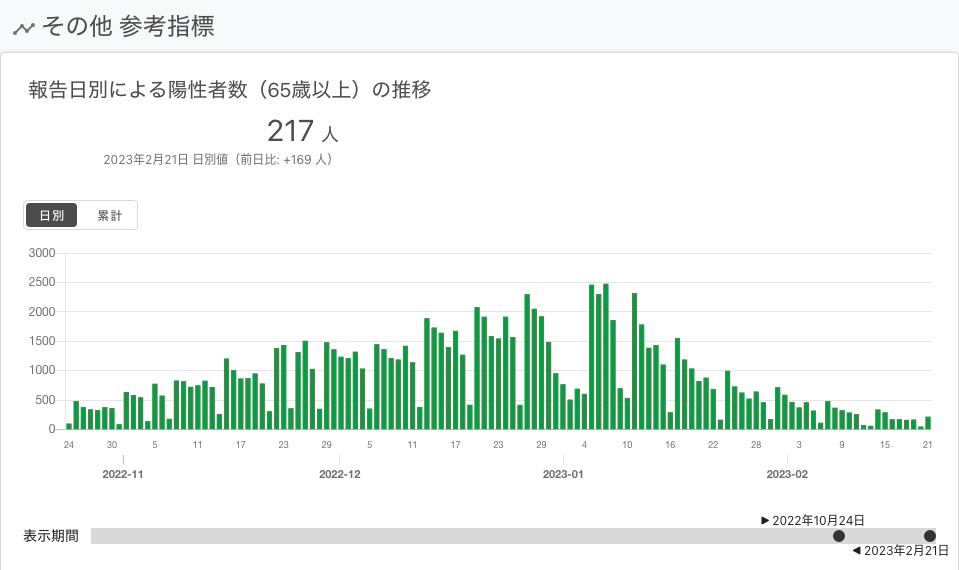 その他 参考指標
報告日別による陽性者数（65歳以上）の推移
217 人
2023年2月21日 日別値（前日比: +169 人）
日別 累計
3000
2500
2000
1500
1000
500
0
24 30 5 11 17 23 29 5 11 17 23 29 4 10 16 22 28 3 9 15 21
2022-11 2022-12 2023-01 2023-02
▶ 2022年10月24日
表示期間
◀ 2023年2月21日